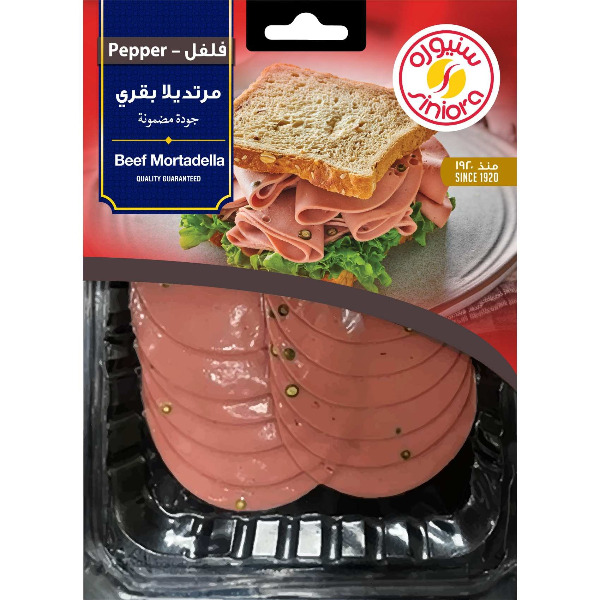 Pepper - فلفل
مرتديلا بقري
جودة مضمونة
Beef Mortadella
QUALITY GUARANTEED
سنيورة
siniora
منذ ١٩٢٠
SINCE 1920